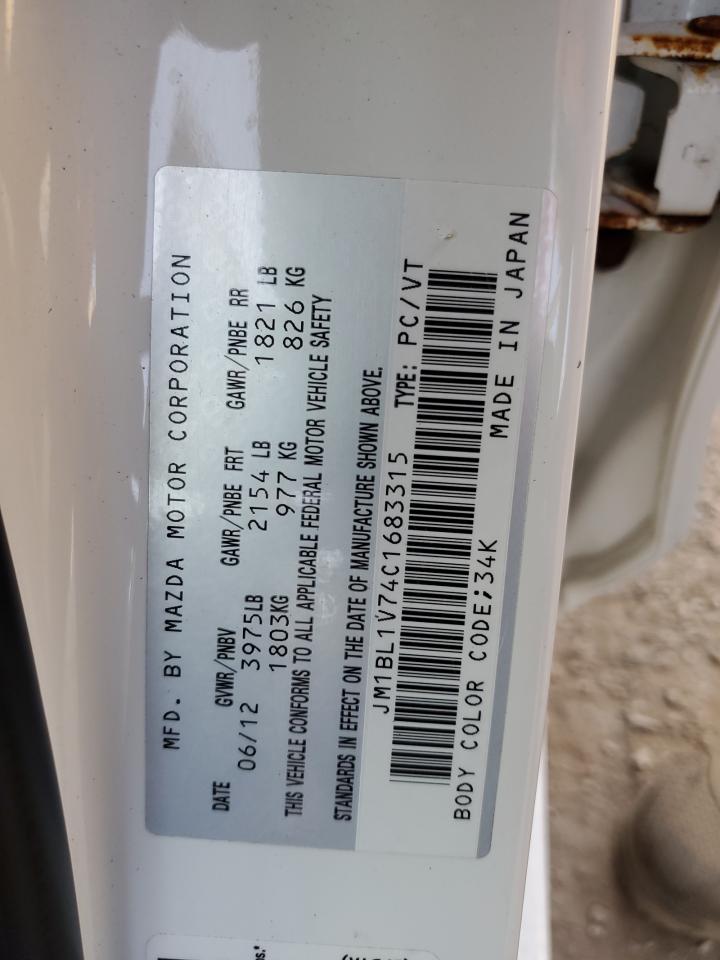 MFD. BY MAZDA MOTOR CORPORATION
DATE GVWR/PNBV GAWR/PNBE FRT GAWR/PNBE RR
06/12 3975LB 2154 LB 1821 LB
1803KG 977 KG 826 KG
THIS VEHICLE CONFORMS TO ALL APPLICABLE FEDERAL MOTOR VEHICLE SAFETY
STANDARDS IN EFFECT ON THE DATE OF MANUFACTURE SHOWN ABOVE.
JM1BL1V74C1683315 TYPE: PC/VT
BODY COLOR CODE;34K MADE IN JAPAN